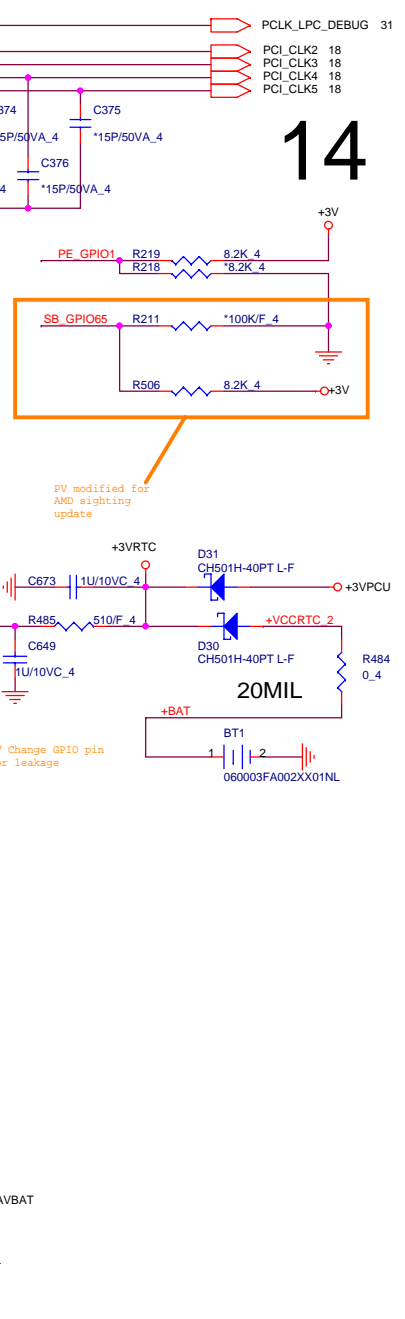 PCLK_LPC_DEBUG 31
PCI_CLK2 18
PCI_CLK3 18
PCI_CLK4 18
PCI_CLK5 18
374
C375
5P/50VA_4
*15P/50VA_4
C376
4
*15P/50VA_4
14
+3V
PE_GPIO1
R219
8.2K_4
R218
*8.2K_4
SB_GPIO65
R211
*100K/F_4
R506
8.2K_4
+3V
PV modified for
AMD sighting
update
+3VRTC
D31
CH501H-40PT L-F
C673
1U/10VC_4
+3VPCU
R485
510/F_4
+VCCRTC_2
C649
D30
1U/10VC_4
CH501H-40PT L-F
R484
0_4
20MIL
+BAT
BT1
1
2
060003FA002XX01NL
Change GPIO pin
or leakage
AVBAT